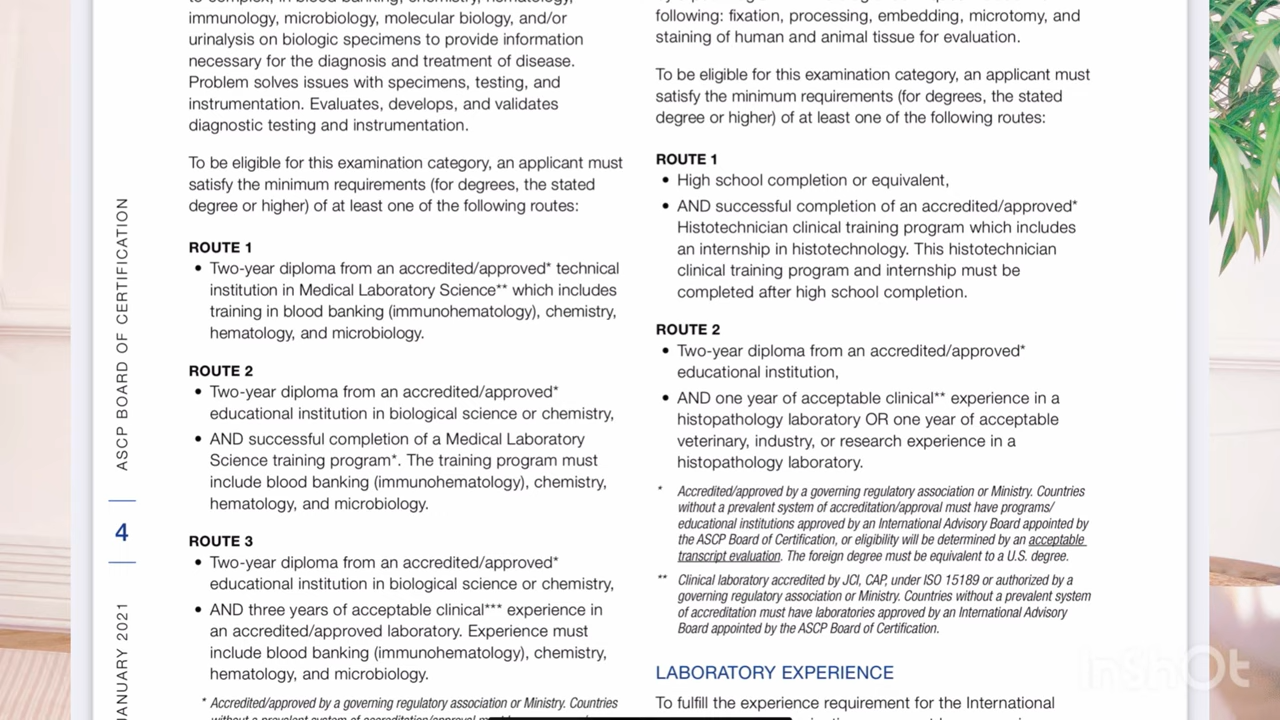 to complex, in blood banking, chemistry, hematology,
immunology, microbiology, molecular biology, and/or
urinalysis on biologic specimens to provide information
necessary for the diagnosis and treatment of disease.
Problem solves issues with specimens, testing, and
instrumentation. Evaluates, develops, and validates
diagnostic testing and instrumentation.
To be eligible for this examination category, an applicant must
satisfy the minimum requirements (for degrees, the stated
degree or higher) of at least one of the following routes:
ROUTE 1
• Two-year diploma from an accredited/approved* technical
institution in Medical Laboratory Science** which includes
training in blood banking (immunohematology), chemistry,
hematology, and microbiology.
ROUTE 2
• Two-year diploma from an accredited/approved*
educational institution in biological science or chemistry,
• AND successful completion of a Medical Laboratory
Science training program*. The training program must
include blood banking (immunohematology), chemistry,
hematology, and microbiology.
ROUTE 3
• Two-year diploma from an accredited/approved*
educational institution in biological science or chemistry,
• AND three years of acceptable clinical*** experience in
an accredited/approved laboratory. Experience must
include blood banking (immunohematology), chemistry,
hematology, and microbiology.
* Accredited/approved by a governing regulatory association or Ministry. Countries
following: fixation, processing, embedding, microtomy, and
staining of human and animal tissue for evaluation.
To be eligible for this examination category, an applicant must
satisfy the minimum requirements (for degrees, the stated
degree or higher) of at least one of the following routes:
ROUTE 1
• High school completion or equivalent,
• AND successful completion of an accredited/approved*
Histotechnician clinical training program which includes
an internship in histotechnology. This histotechnician
clinical training program and internship must be
completed after high school completion.
ROUTE 2
• Two-year diploma from an accredited/approved*
educational institution,
• AND one year of acceptable clinical** experience in a
histopathology laboratory OR one year of acceptable
veterinary, industry, or research experience in a
histopathology laboratory.
* Accredited/approved by a governing regulatory association or Ministry. Countries
without a prevalent system of accreditation/approval must have programs/
educational institutions approved by an International Advisory Board appointed by
the ASCP Board of Certification, or eligibility will be determined by an acceptable
transcript evaluation. The foreign degree must be equivalent to a U.S. degree.
** Clinical laboratory accredited by JCI, CAP, under ISO 15189 or authorized by a
governing regulatory association or Ministry. Countries without a prevalent system
of accreditation must have laboratories approved by an International Advisory
Board appointed by the ASCP Board of Certification.
LABORATORY EXPERIENCE
To fulfill the experience requirement for the International
ASCP BOARD OF CERTIFICATION
4
JANUARY 2021
InShOt